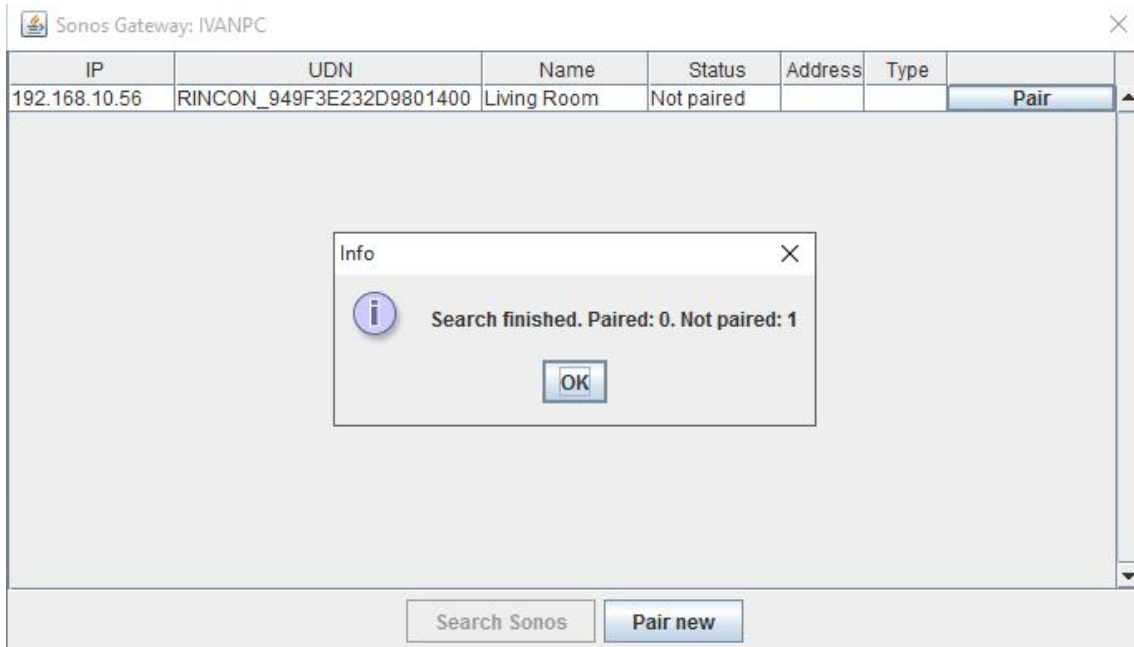 Sonos Gateway: IVANPC
IP UDN Name Status Address Type
192.168.10.56 RINCON_949F3E232D9801400 Living Room Not paired Pair
Info
i Search finished. Paired: 0. Not paired: 1
OK
Search Sonos Pair new